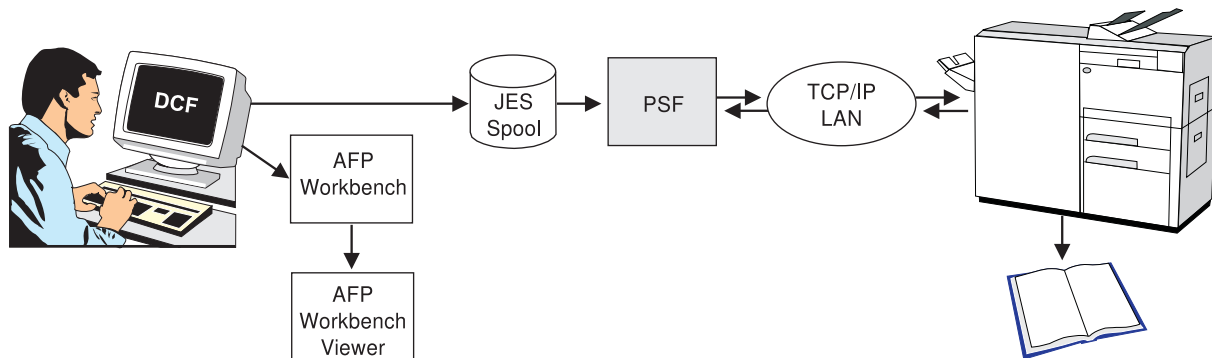 DCF
JES
Spool
PSF
TCP/IP
LAN
AFP
Workbench
AFP
Workbench
Viewer